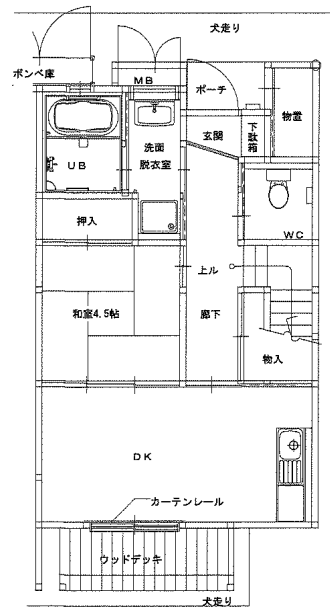 犬走り
ボンベ庫
MB
ポーチ
物置
玄関
下駄箱
洗面
脱衣室
UB
WC
押入
上ル
和室4.5帖
廊下
物入
DK
カーテンレール
ウッドデッキ
犬走り